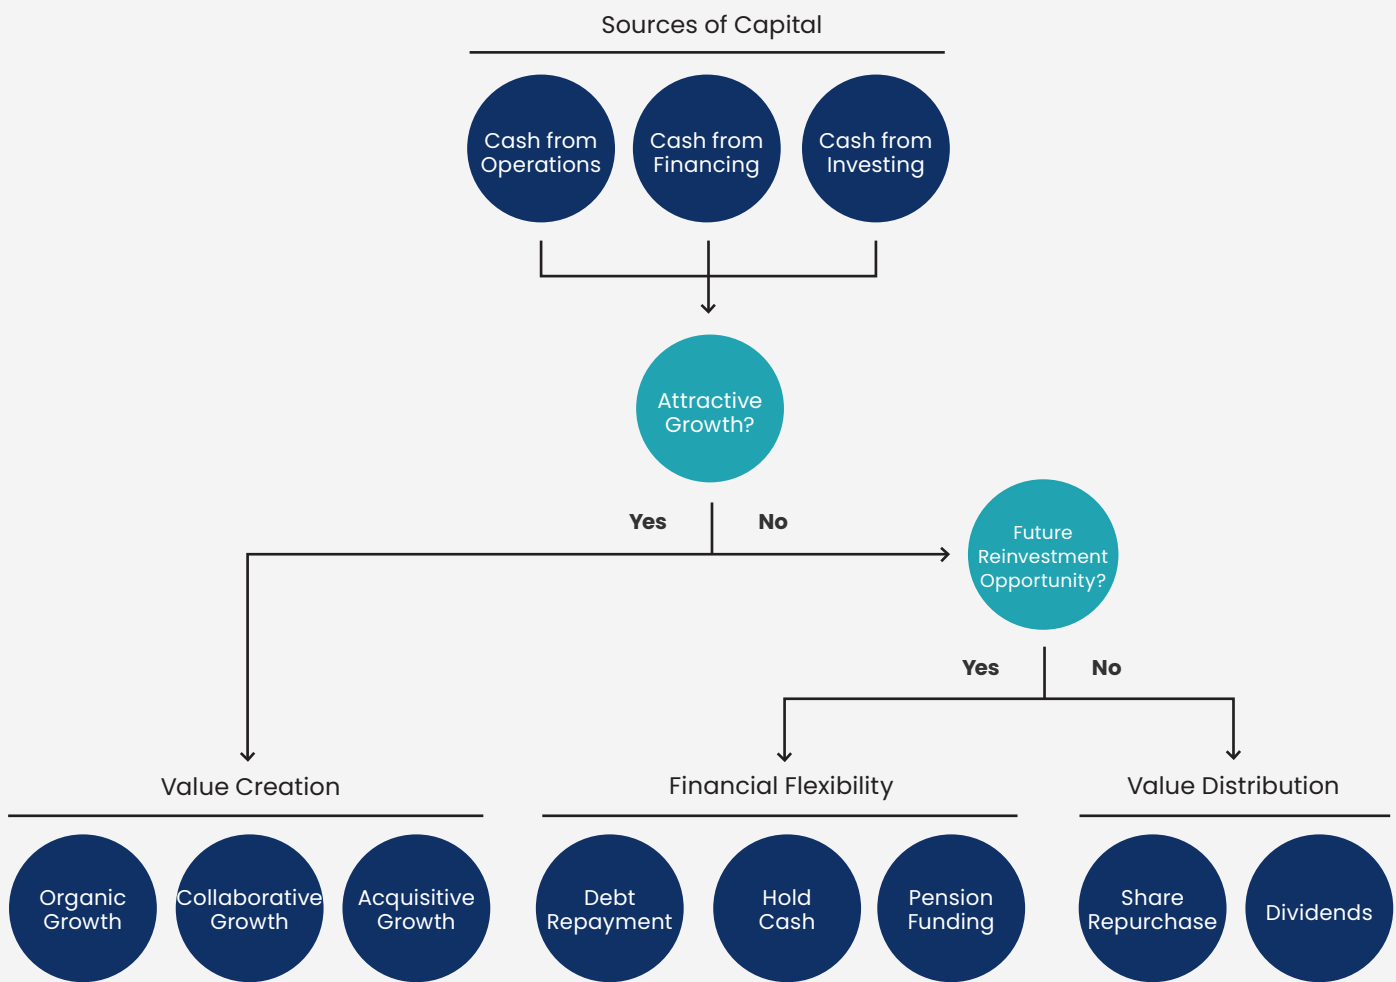 Sources of Capital
Cash from
Operations
Cash from
Financing
Cash from
Investing
Attractive
Growth?
Yes
No
Future
Reinvestment
Opportunity?
Yes
No
Value Creation
Organic
Growth
Collaborative
Growth
Acquisitive
Growth
Financial Flexibility
Debt
Repayment
Hold
Cash
Pension
Funding
Value Distribution
Share
Repurchase
Dividends